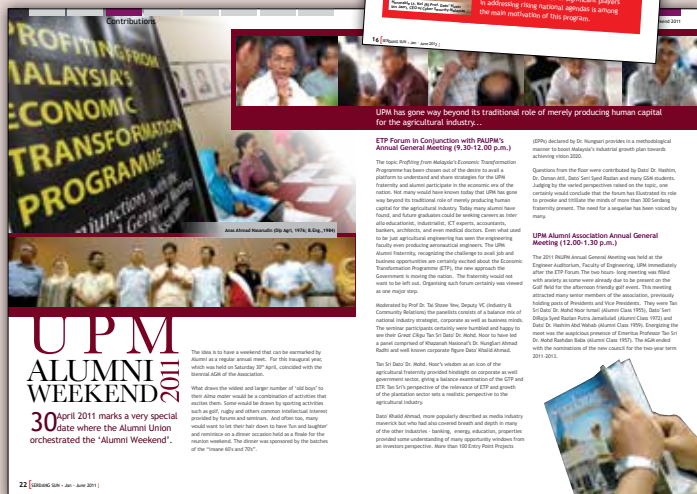 Contributions
significant players
in addressing rising national agendas is among
the main motivation of this program.
16 [SERDANG SUN - Jan - June 2011]
2011
PROFITING FROM
MALAYSIA'S
ECONOMIC
TRANSFORMATION
PROGRAMME
Anas Ahmad Nasarudin (Dip Agri, 1976; B.Eng.,1984)
UPM has gone way beyond its traditional role of merely producing human capital
for the agricultural industry...
UPM
ALUMNI
WEEKEND
2011
30 April 2011 marks a very special
date where the Alumni Union
orchestrated the 'Alumni Weekend'.
The idea is to have a weekend that can be earmarked by
Alumni as a regular annual meet. For this inaugural year,
which was held on Saturday 30th April, coincided with the
biennial AGM of the Association.
What draws the widest and larger number of 'old boys' to
their Alma mater would be a combination of activities that
excites them. Some would be drawn by sporting activities
such as golf, rugby and others common intellectual interest
provided by forums and seminars. And often too, many
would want to let their hair down to have 'fun and laughter'
and reminisce on a dinner occasion held as a finale for the
reunion weekend. The dinner was sponsored by the batches
of the "insane 60's and 70's".
ETP Forum in Conjunction with PAUPM's
Annual General Meeting (9.30-12.00 p.m.)
The topic Profiting from Malaysia's Economic Transformation
Programme has been chosen out of the desire to avail a
platform to understand and share strategies for the UPM
fraternity and alumni participate in the economic era of the
nation. Not many would have known today that UPM has gone
way beyond its traditional role of merely producing human
capital for the agricultural industry. Today many alumni have
found, and future graduates could be seeking careers as inter
alia educationist, industrialist, ICT experts, accountants,
bankers, architects, and even medical doctors. Even what used
to be just agricultural engineering has seen the engineering
faculty even producing aeronautical engineers. The UPM
Alumni fraternity, recognizing the challenge to avail job and
business opportunities are certainly excited about the Economic
Transformation Programme (ETP), the new approach the
Government is moving the nation. The fraternity would not
want to be left out. Organising such forum certainly was viewed
as one major step.
Moderated by Prof Dr. Tai Shzee Yew, Deputy VC (Industry &
Community Relations) the panelists consists of a balance mix of
national industry strategist, corporate as well as business minds.
The seminar participants certainly were humbled and happy to
see their Great Cikgu Tan Sri Dato' Dr. Mohd. Noor to have led
a panel comprised of Khazanah Nasional's Dr. Hungsari Ahmad
Radhi and well known corporate figure Dato' Khalid Ahmad.
Tan Sri Dato' Dr. Mohd. Noor's wisdom as an icon of the
agricultural fraternity provided hindsight on corporate as well
government sector, giving a balance examination of the GTP and
ETP. Tan Sri's perspective of the relevance of ETP and growth
of the plantation sector sets a realistic perspective to the
agricultural industry.
Dato' Khalid Ahmad, more popularly described as media industry
maverick but who had also covered breath and depth in many
of the other industries - banking, energy, education, properties
provided some understanding of many opportunity windows from
an investors perspective. More than 100 Entry Point Projects
(EPPs) declared by Dr. Hungsari provides in a methodological
manner to boost Malaysia's industrial growth plan towards
achieving vision 2020.
Questions from the floor were contributed by Dato' Dr. Hashim,
Dr. Osman Atil, Dato' Seri Syed Razlan and many GSM students.
Judging by the varied perspectives raised on the topic, one
certainly would conclude that the forum has illustrated its role
to provoke and titillate the minds of more than 300 Serdang
fraternity present. The need for a sequelae has been voiced by
many.
UPM Alumni Association Annual General
Meeting (12.00-1.30 p.m.)
The 2011 PAUPM Annual General Meeting was held at the
Engineer Auditorium, Faculty of Engineering, UPM immediately
after the ETP Forum.The two hours- long meeting was filled
with anxiety as some were already due to be present on the
Golf field for the afternoon friendly golf event. This meeting
attracted many senior members of the association, previously
holding posts of Presidents and Vice Presidents. They were Tan
Sri Dato' Dr. Mohd Noor Ismail (Alumni Class 1955), Dato' Seri
DiRaja Syed Razlan Putra Jamallulail (Alumni Class 1972) and
Dato' Dr. Hashim Abd Wahab (Alumni Class 1959). Energizing the
meet was the auspicious presence of Emeritus Professor Tan Sri
Dr. Mohd Rashdan Baba (Alumni Class 1957). The AGM ended
with the nominations of the new council for the two-year term
2011-2013.
22 [SERDANG SUN - Jan - June 2011]